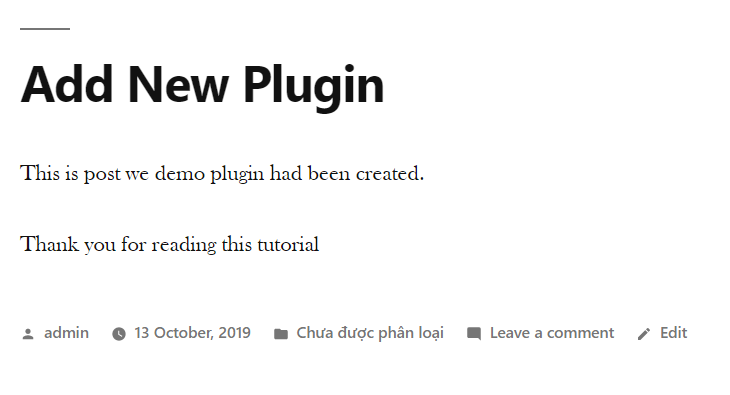 Add New Plugin
This is post we demo plugin had been created.
Thank you for reading this tutorial
admin 13 October, 2019 Chưa được phân loại Leave a comment Edit